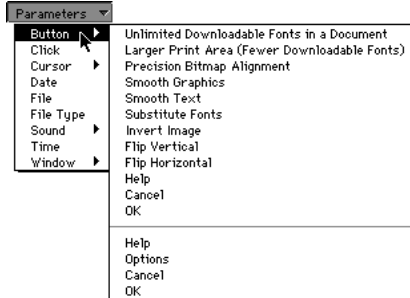 Parameters
Button
Click
Cursor
Date
File
File Type
Sound
Time
Window
Unlimited Downloadable Fonts in a Document
Larger Print Area (Fewer Downloadable Fonts)
Precision Bitmap Alignment
Smooth Graphics
Smooth Text
Substitute Fonts
Invert Image
Flip Vertical
Flip Horizontal
Help
Cancel
OK
Help
Options
Cancel
OK